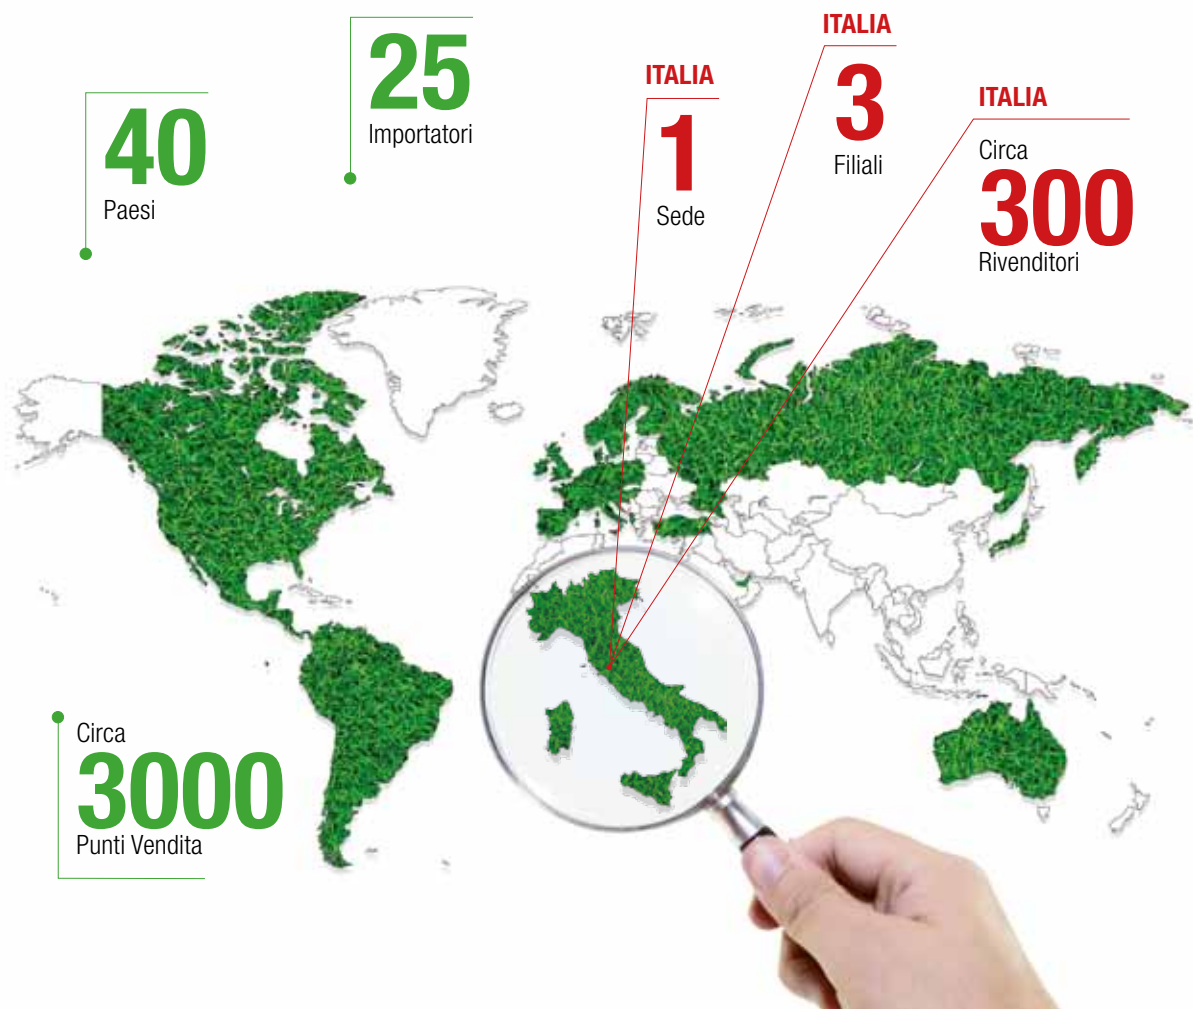 40
Paesi
25
Importatori
ITALIA
1
Sede
ITALIA
3
Filiali
ITALIA
Circa
300
Rivenditori
Circa
3000
Punti Vendita